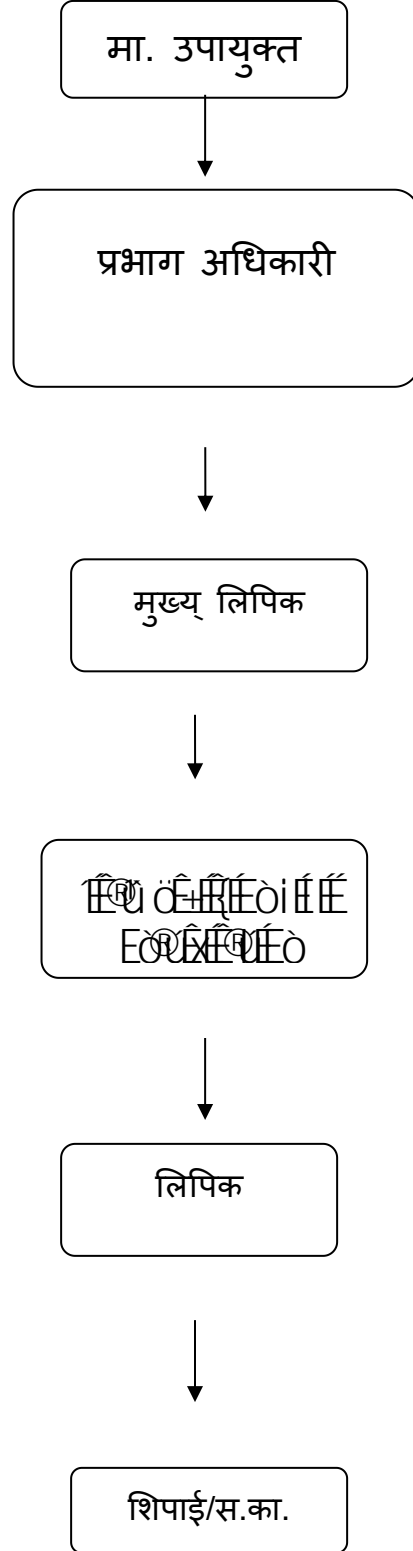 मा. उपायुक्त
प्रभाग अधिकारी
मुख्य् लिपिक
लिपिक
शिपाई/स.का.